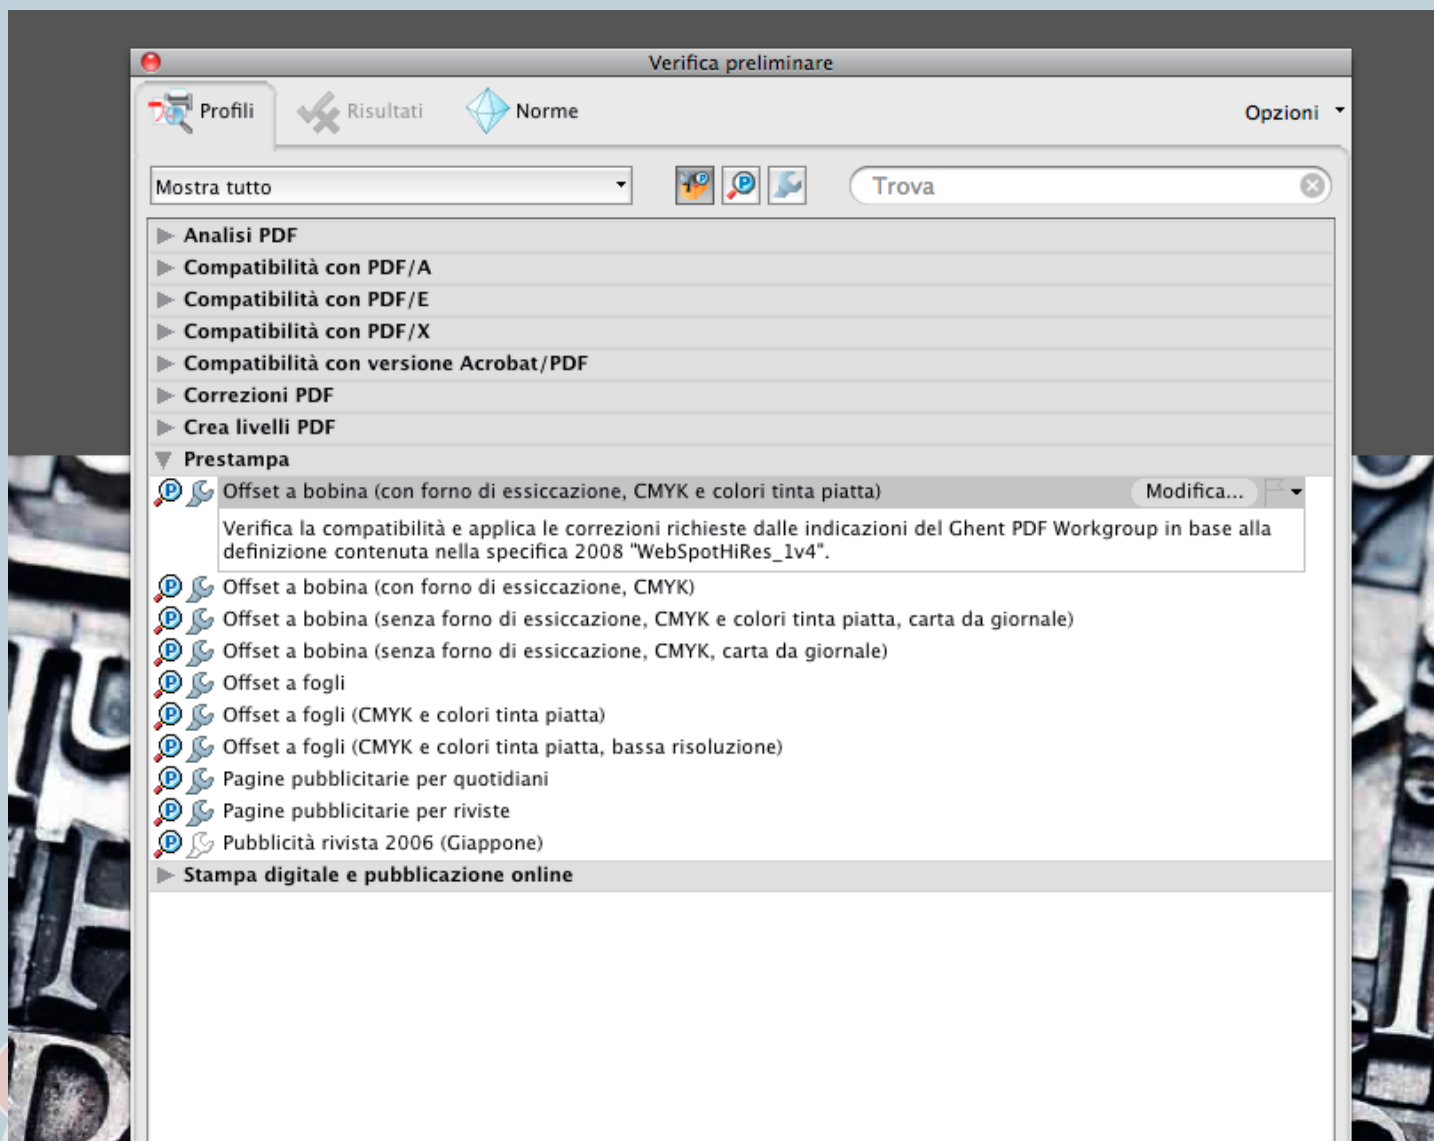 Verifica preliminare
Profili
Risultati
Norme
Opzioni
Mostra tutto
Trova
Analisi PDF
Compatibilità con PDF/A
Compatibilità con PDF/E
Compatibilità con PDF/X
Compatibilità con versione Acrobat/PDF
Correzioni PDF
Crea livelli PDF
Prestampa
Offset a bobina (con forno di essiccazione, CMYK e colori tinta piatta)
Modifica...
Verifica la compatibilità e applica le correzioni richieste dalle indicazioni del Ghent PDF Workgroup in base alla
definizione contenuta nella specifica 2008 "WebSpotHiRes_1v4".
Offset a bobina (con forno di essiccazione, CMYK)
Offset a bobina (senza forno di essiccazione, CMYK e colori tinta piatta, carta da giornale)
Offset a bobina (senza forno di essiccazione, CMYK, carta da giornale)
Offset a fogli
Offset a fogli (CMYK e colori tinta piatta)
Offset a fogli (CMYK e colori tinta piatta, bassa risoluzione)
Pagine pubblicitarie per quotidiani
Pagine pubblicitarie per riviste
Pubblicità rivista 2006 (Giappone)
Stampa digitale e pubblicazione online